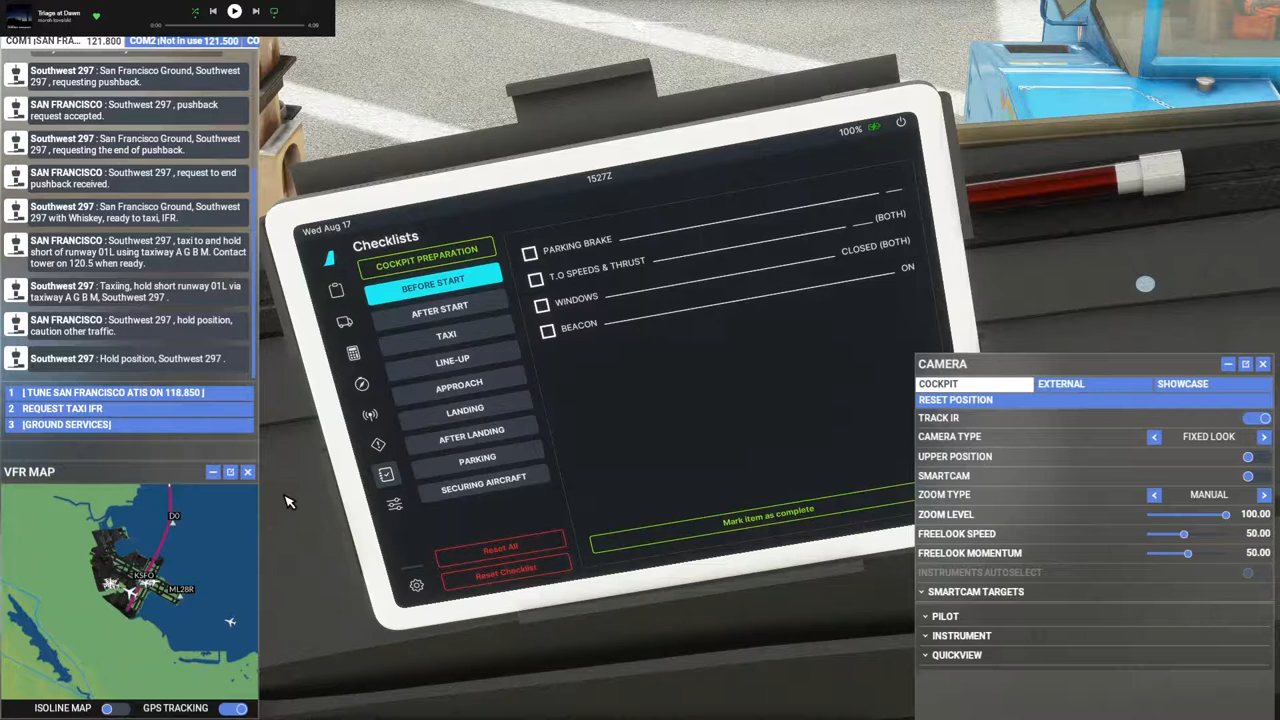 Triage at Dawn
0:00
4:09
COM1 |SAN FRA... 121.800
COM2|Not in use 121.500
CO
Southwest 297 : San Francisco Ground, Southwest
297 , requesting pushback.
SAN FRANCISCO : Southwest 297 , pushback
request accepted.
Southwest 297 : San Francisco Ground, Southwest
297 , requesting the end of pushback.
SAN FRANCISCO : Southwest 297 , request to end
pushback received.
Southwest 297 : San Francisco Ground, Southwest
297 with Whiskey, ready to taxi, IFR.
SAN FRANCISCO : Southwest 297 , taxi to and hold
short of runway 01L using taxiway A G B M. Contact
tower on 120.5 when ready.
Southwest 297 : Taxiing, hold short runway 01L via
taxiway A G B M, Southwest 297 .
SAN FRANCISCO : Southwest 297 , hold position,
caution other traffic.
Southwest 297 : Hold position, Southwest 297 .
1 [ TUNE SAN FRANCISCO ATIS ON 118.850 ]
2 REQUEST TAXI IFR
3 [GROUND SERVICES]
VFR MAP
D0
KSFO
ML28R
ISOLINE MAP
GPS TRACKING
Wed Aug 17
1527Z
100%
Checklists
COCKPIT PREPARATION
BEFORE START
AFTER START
TAXI
LINE-UP
APPROACH
LANDING
AFTER LANDING
PARKING
SECURING AIRCRAFT
Reset All
Reset Checklist
PARKING BRAKE ___
T.O SPEEDS & THRUST ___ (BOTH)
WINDOWS CLOSED (BOTH)
BEACON ON
Mark item as complete
CAMERA
COCKPIT
EXTERNAL
SHOWCASE
RESET POSITION
TRACK IR
CAMERA TYPE FIXED LOOK
UPPER POSITION
SMARTCAM
ZOOM TYPE MANUAL
ZOOM LEVEL 100.00
FREELOOK SPEED 50.00
FREELOOK MOMENTUM 50.00
INSTRUMENTS AUTOSELECT
SMARTCAM TARGETS
PILOT
INSTRUMENT
QUICKVIEW